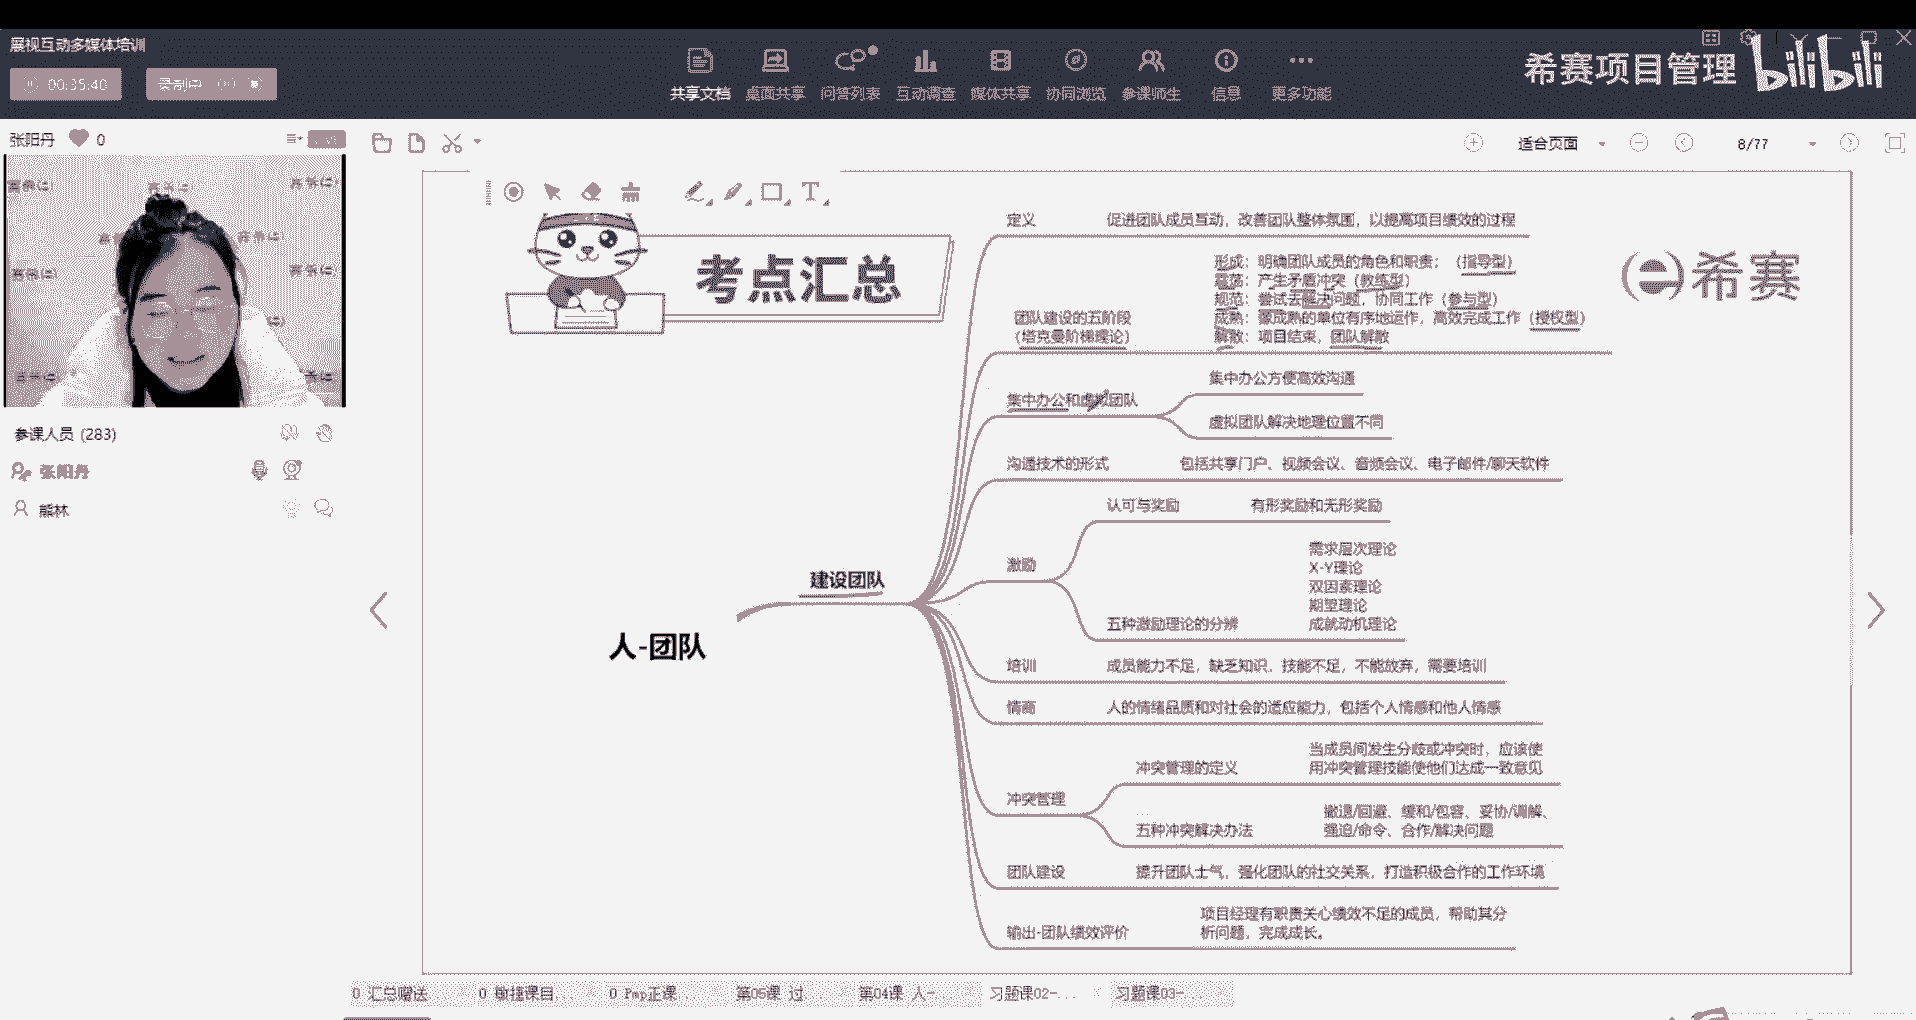 展视互动多媒体培训
00:35:40
录制中
共享文档
桌面共享
问答列表
互动调查
媒体共享
协同浏览
参课师生
信息
更多功能
希赛项目管理
bilibili
张阳丹
0
参课人员 (283)
张阳丹
熊林
适合页面
8/77
考点汇总
希赛
人-团队
建设团队
定义
促进团队成员互动，改善团队整体氛围，以提高项目绩效的过程
团队建设的五阶段
（塔克曼阶梯理论）
形成：明确团队成员的角色和职责；（指导型）
震荡：产生矛盾冲突（教练型）
规范：尝试去解决问题，协同工作（参与型）
成熟：像成熟的单位有序地运作，高效完成工作（授权型）
解散：项目结束，团队解散
集中办公和虚拟团队
集中办公方便高效沟通
虚拟团队解决地理位置不同
沟通技术的形式
包括共享门户、视频会议、音频会议、电子邮件/聊天软件
激励
认可与奖励
有形奖励和无形奖励
五种激励理论的分辨
需求层次理论
X-Y理论
双因素理论
期望理论
成就动机理论
培训
成员能力不足，缺乏知识，技能不足，不能放弃，需要培训
情商
人的情绪品质和对社会的适应能力，包括个人情感和他人情感
冲突管理
冲突管理的定义
当成员间发生分歧或冲突时，应该使
用冲突管理技能使他们达成一致意见
五种冲突解决办法
撤退/回避、缓和/包容、妥协/调解、
强迫/命令、合作/解决问题
团队建设
提升团队士气，强化团队的社交关系，打造积极合作的工作环境
输出-团队绩效评价
项目经理有职责关心绩效不足的成员，帮助其分
析问题，完成成长。
0 汇总赠送...
0 敏捷课目...
0 Pmp正课...
第05课 过...
第04课 人-...
习题课02-...
习题课03-...